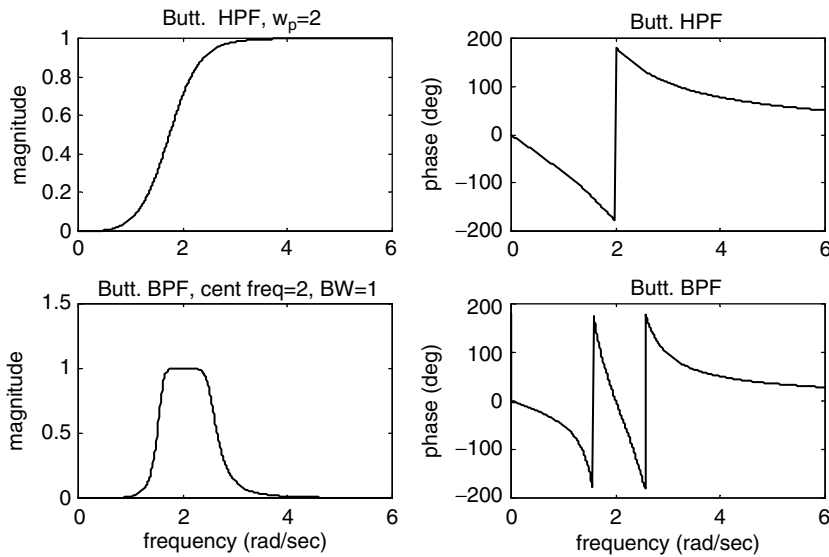 Butt. HPF, w_p=2
magnitude
1
0.8
0.6
0.4
0.2
0
0 2 4 6
Butt. HPF
phase (deg)
200
100
0
−100
−200
0 2 4 6
Butt. BPF, cent freq=2, BW=1
magnitude
1.5
1
0.5
0
0 2 4 6
frequency (rad/sec)
Butt. BPF
phase (deg)
200
100
0
−100
−200
0 2 4 6
frequency (rad/sec)